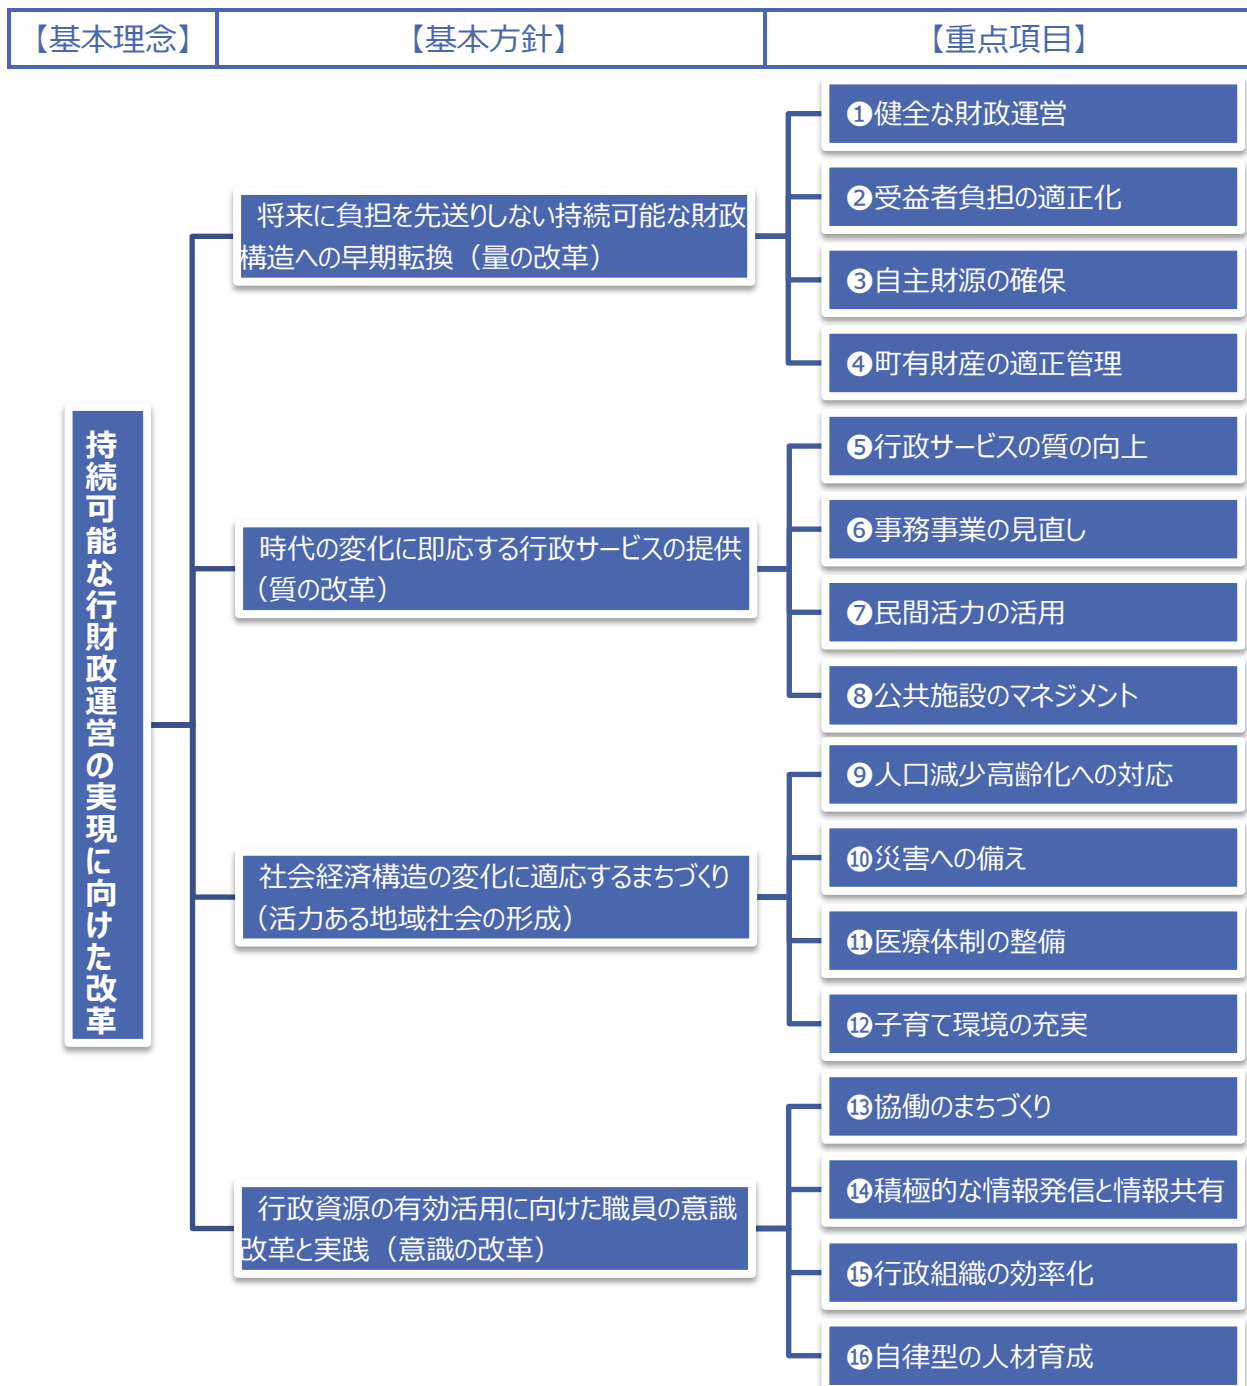 【基本理念】
【基本方針】
【重点項目】
持続可能な行財政運営の実現に向けた改革
将来に負担を先送りしない持続可能な財政
構造への早期転換（量の改革）
❶健全な財政運営
❷受益者負担の適正化
❸自主財源の確保
❹町有財産の適正管理
時代の変化に即応する行政サービスの提供
（質の改革）
❺行政サービスの質の向上
❻事務事業の見直し
❼民間活力の活用
❽公共施設のマネジメント
社会経済構造の変化に適応するまちづくり
（活力ある地域社会の形成）
❾人口減少高齢化への対応
❿災害への備え
⓫医療体制の整備
⓬子育て環境の充実
行政資源の有効活用に向けた職員の意識
改革と実践（意識の改革）
⓭協働のまちづくり
⓮積極的な情報発信と情報共有
⓯行政組織の効率化
⓰自律型の人材育成